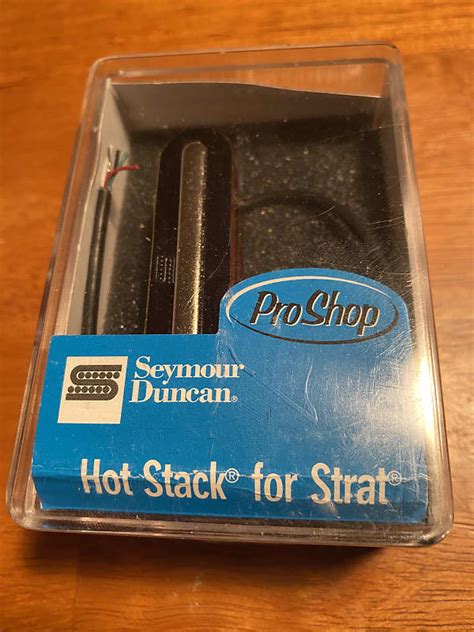 ProShop
Seymour
Duncan®
Hot Stack® for Strat®